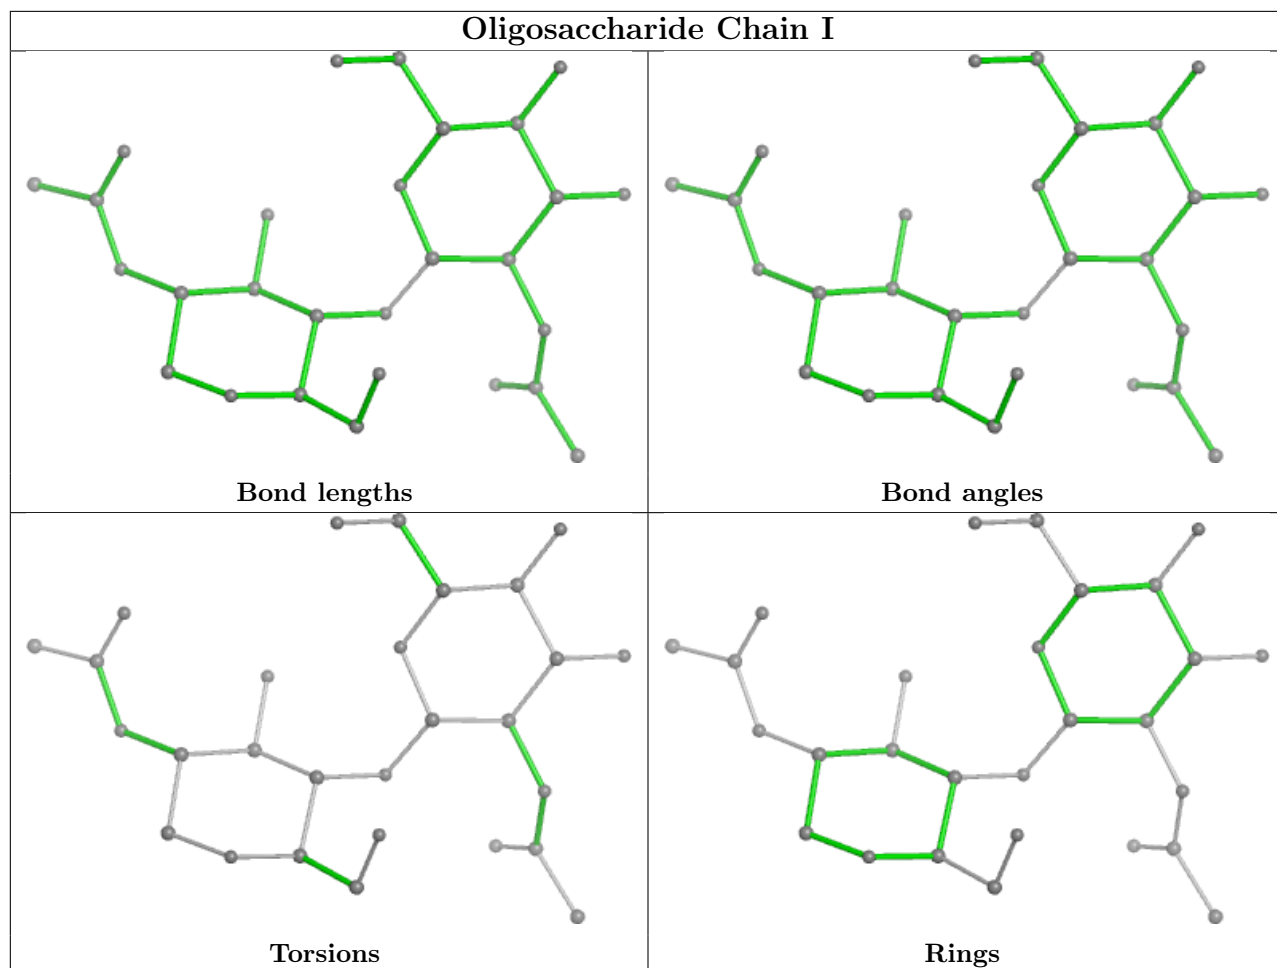 Oligosaccharide Chain I
Bond lengths
Bond angles
Torsions
Rings